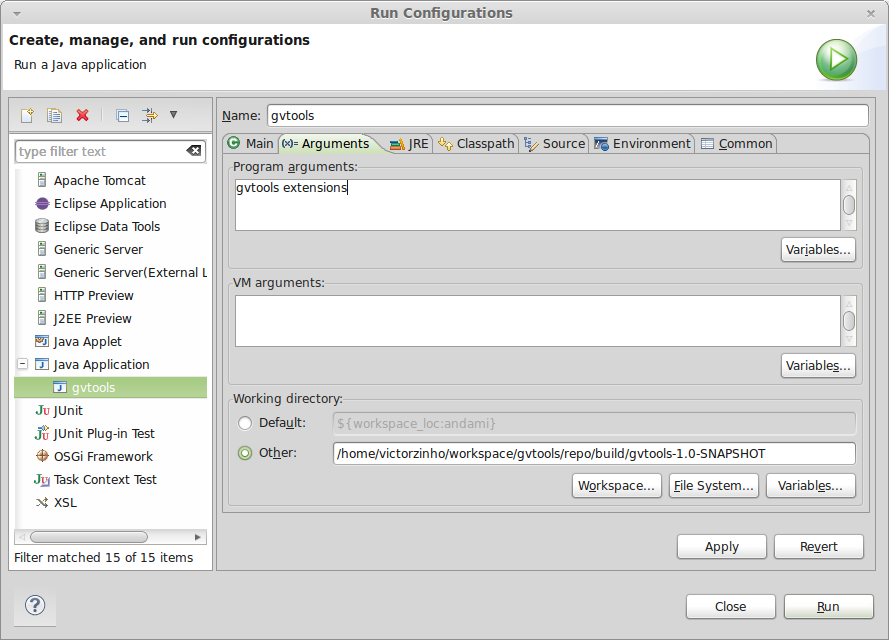 Run Configurations
Create, manage, and run configurations
Run a Java application
type filter text
Apache Tomcat
Eclipse Application
Eclipse Data Tools
Generic Server
Generic Server(External L
HTTP Preview
J2EE Preview
Java Applet
Java Application
gvtools
JUnit
JUnit Plug-in Test
OSGi Framework
Task Context Test
XSL
Filter matched 15 of 15 items
Name: gvtools
Main (x)= Arguments JRE Classpath Source Environment Common
Program arguments:
gvtools extensions
Variables...
VM arguments:
Variables...
Working directory:
Default: ${workspace_loc:andami}
Other: /home/victorzinho/workspace/gvtools/repo/build/gvtools-1.0-SNAPSHOT
Workspace... File System... Variables...
Apply Revert
? Close Run